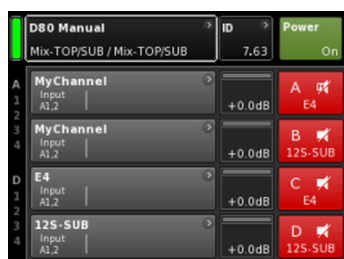 D80 Manual
Mix-TOP/SUB / Mix-TOP/SUB
ID
7.63
Power
On
A
1
2
3
4
D
1
2
3
4
MyChannel
Input
A1,2
+0.0dB
A
E4
MyChannel
Input
A1,2
+0.0dB
B
12S-SUB
E4
Input
A1,2
+0.0dB
C
E4
12S-SUB
Input
A1,2
+0.0dB
D
12S-SUB